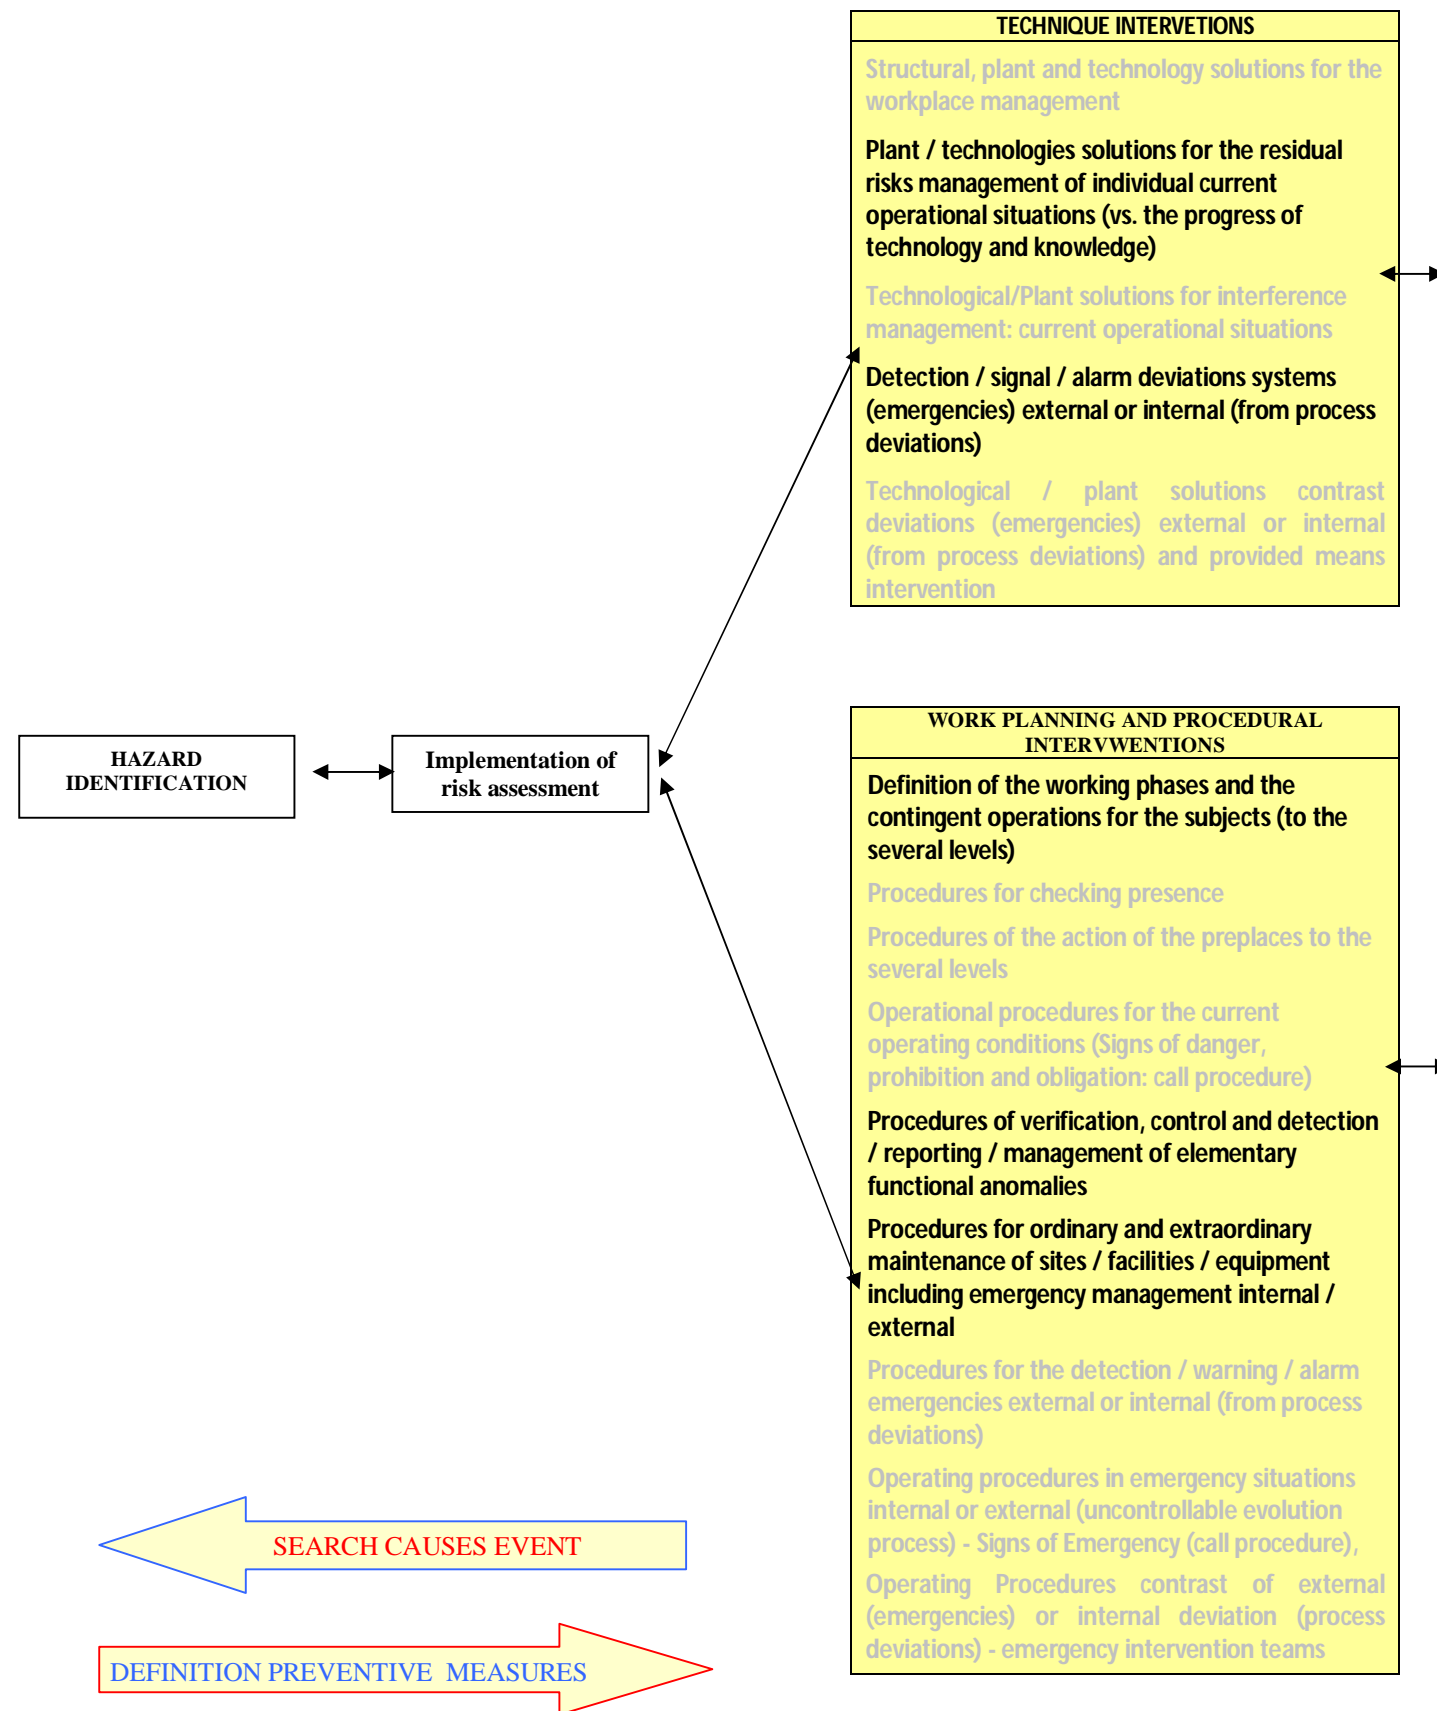 TECHNIQUE INTERVETIONS
Structural, plant and technology solutions for the
workplace management
Plant / technologies solutions for the residual
risks management of individual current
operational situations (vs. the progress of
technology and knowledge)
Technological/Plant solutions for interference
management: current operational situations
Detection / signal / alarm deviations systems
(emergencies) external or internal (from process
deviations)
Technological / plant solutions contrast
deviations (emergencies) external or internal
(from process deviations) and provided means
intervention
HAZARD
IDENTIFICATION
Implementation of
risk assessment
WORK PLANNING AND PROCEDURAL
INTERVWENTIONS
Definition of the working phases and the
contingent operations for the subjects (to the
several levels)
Procedures for checking presence
Procedures of the action of the preplaces to the
several levels
Operational procedures for the current
operating conditions (Signs of danger,
prohibition and obligation: call procedure)
Procedures of verification, control and detection
/ reporting / management of elementary
functional anomalies
Procedures for ordinary and extraordinary
maintenance of sites / facilities / equipment
including emergency management internal /
external
Procedures for the detection / warning / alarm
emergencies external or internal (from process
deviations)
Operating procedures in emergency situations
internal or external (uncontrollable evolution
process) - Signs of Emergency (call procedure),
Operating Procedures contrast of external
(emergencies) or internal deviation (process
deviations) - emergency intervention teams
SEARCH CAUSES EVENT
DEFINITION PREVENTIVE MEASURES